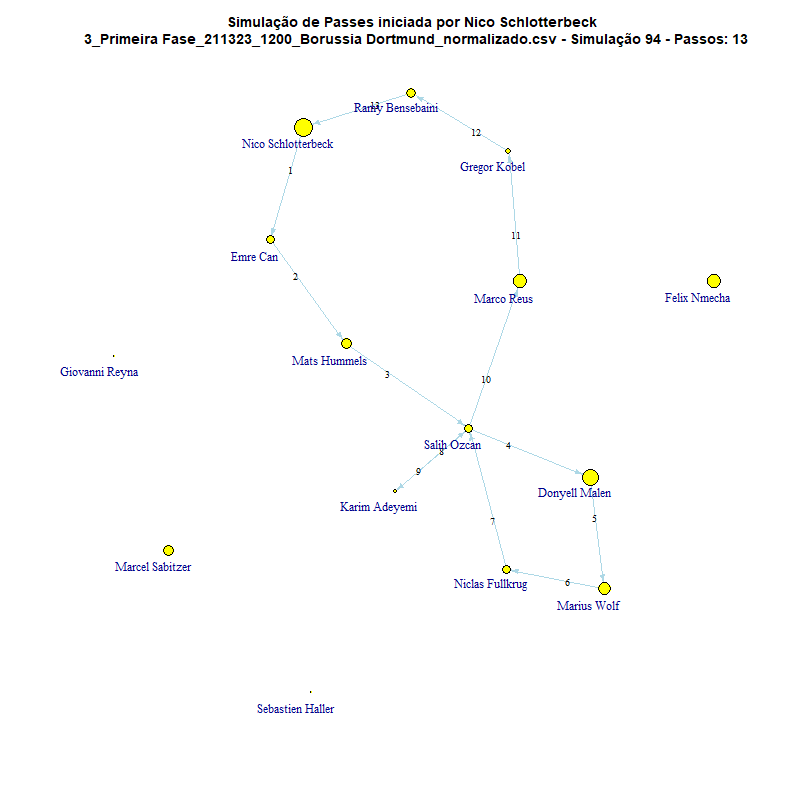 Simulação de Passes iniciada por Nico Schlotterbeck
3_Primeira Fase_211323_1200_Borussia Dortmund_normalizado.csv - Simulação 94 - Passos: 13
13
Ramy Bensebaini
12
Nico Schlotterbeck
Gregor Kobel
1
11
Emre Can
2
Marco Reus
Felix Nmecha
Mats Hummels
Giovanni Reyna
3
10
Salih Ozcan
4
8
9
Donyell Malen
Karim Adeyemi
5
7
Marcel Sabitzer
Niclas Fullkrug
6
Marius Wolf
Sebastien Haller